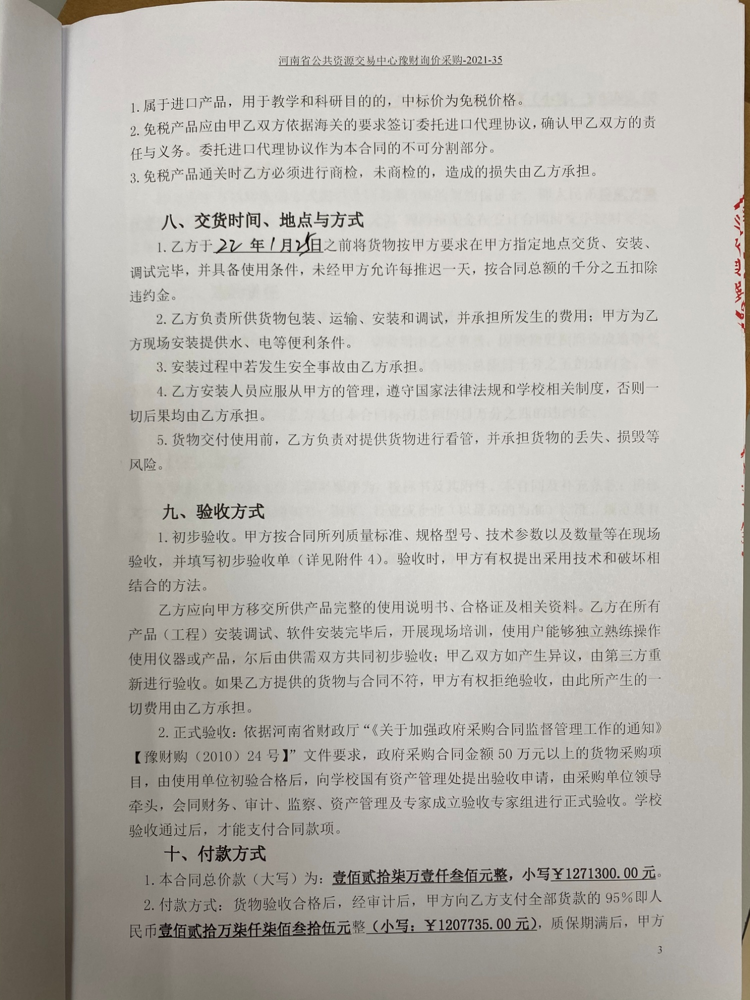 河南省公共资源交易中心豫财询价采购-2021-35
1.属于进口产品，用于教学和科研目的的，中标价为免税价格。
2.免税产品应由甲乙双方依据海关的要求签订委托进口代理协议，确认甲乙双方的责
任与义务。委托进口代理协议作为本合同的不可分割部分。
3.免税产品通关时乙方必须进行商检，未商检的，造成的损失由乙方承担。
八、交货时间、地点与方式
1.乙方于 22 年 1 月 25 日之前将货物按甲方要求在甲方指定地点交货、安装、
调试完毕，并具备使用条件，未经甲方允许每推迟一天，按合同总额的千分之五扣除
违约金。
2.乙方负责所供货物包装、运输、安装和调试，并承担所发生的费用；甲方为乙
方现场安装提供水、电等便利条件。
3.安装过程中若发生安全事故由乙方承担。
4.乙方安装人员应服从甲方的管理，遵守国家法律法规和学校相关制度，否则一
切后果均由乙方承担。
5.货物交付使用前，乙方负责对提供货物进行看管，并承担货物的丢失、损毁等
风险。
九、验收方式
1.初步验收。甲方按合同所列质量标准、规格型号、技术参数以及数量等在现场
验收，并填写初步验收单（详见附件 4）。验收时，甲方有权提出采用技术和破坏相
结合的方法。
乙方应向甲方移交所供产品完整的使用说明书、合格证及相关资料。乙方在所有
产品（工程）安装调试、软件安装完毕后，开展现场培训，使用户能够独立熟练操作
使用仪器或产品，尔后由供需双方共同初步验收；甲乙双方如产生异议，由第三方重
新进行验收。如果乙方提供的货物与合同不符，甲方有权拒绝验收，由此所产生的一
切费用由乙方承担。
2.正式验收：依据河南省财政厅“《关于加强政府采购合同监督管理工作的通知》
【豫财购（2010）24 号】”文件要求，政府采购合同金额 50 万元以上的货物采购项
目，由使用单位初验合格后，向学校国有资产管理处提出验收申请，由采购单位领导
牵头，会同财务、审计、监察、资产管理及专家成立验收专家组进行正式验收。学校
验收通过后，才能支付合同款项。
十、付款方式
1.本合同总价款（大写）为：壹佰贰拾柒万壹仟叁佰元整，小写￥1271300.00 元。
2.付款方式：货物验收合格后，经审计后，甲方向乙方支付全部货款的 95%即人
民币壹佰贰拾万柒仟柒佰叁拾伍元整（小写：￥1207735.00 元），质保期满后，甲方
3